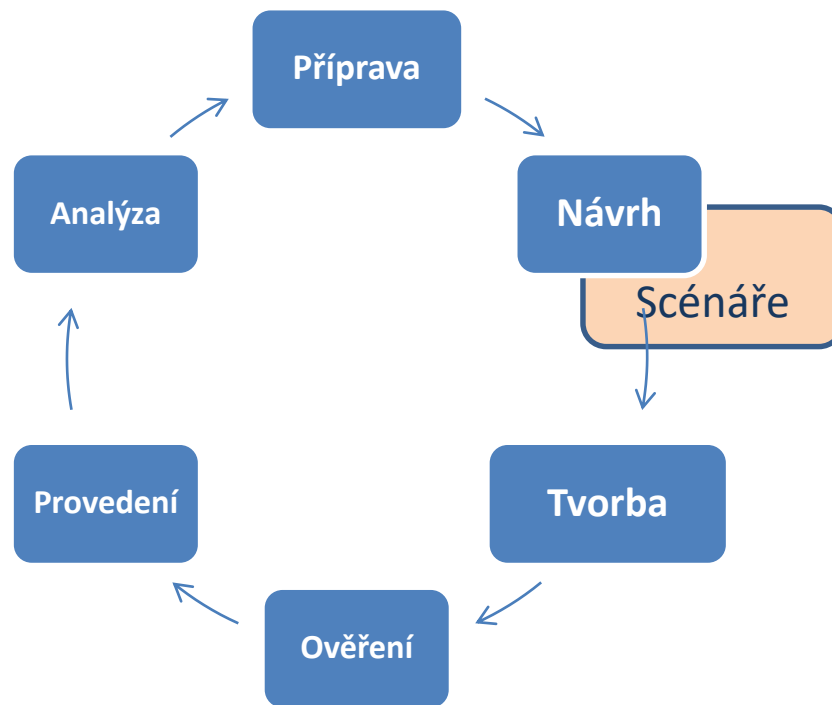 Příprava
Návrh
Scénáře
Tvorba
Ověření
Provedení
Analýza